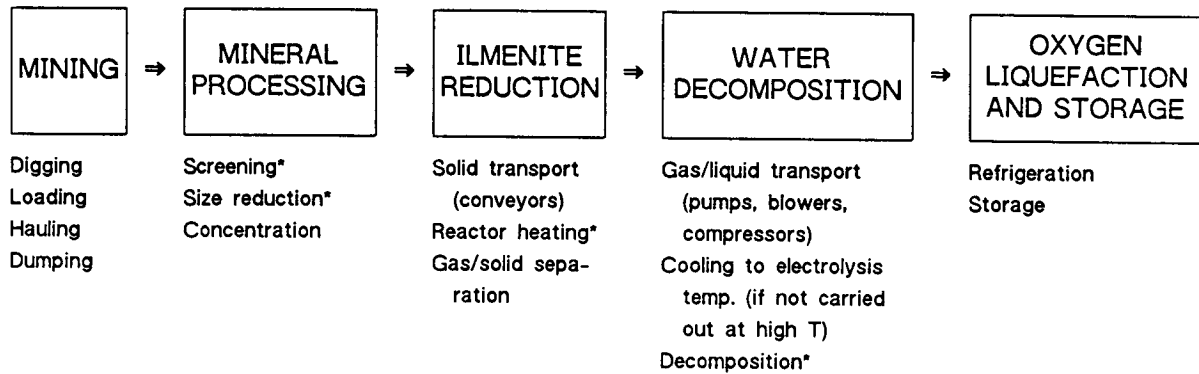 MINING
⇒
MINERAL
PROCESSING
⇒
ILMENITE
REDUCTION
⇒
WATER
DECOMPOSITION
⇒
OXYGEN
LIQUEFACTION
AND STORAGE
Digging
Loading
Hauling
Dumping
Screening*
Size reduction*
Concentration
Solid transport
(conveyors)
Reactor heating*
Gas/solid sepa-
ration
Gas/liquid transport
(pumps, blowers,
compressors)
Cooling to electrolysis
temp. (if not carried
out at high T)
Decomposition*
Refrigeration
Storage